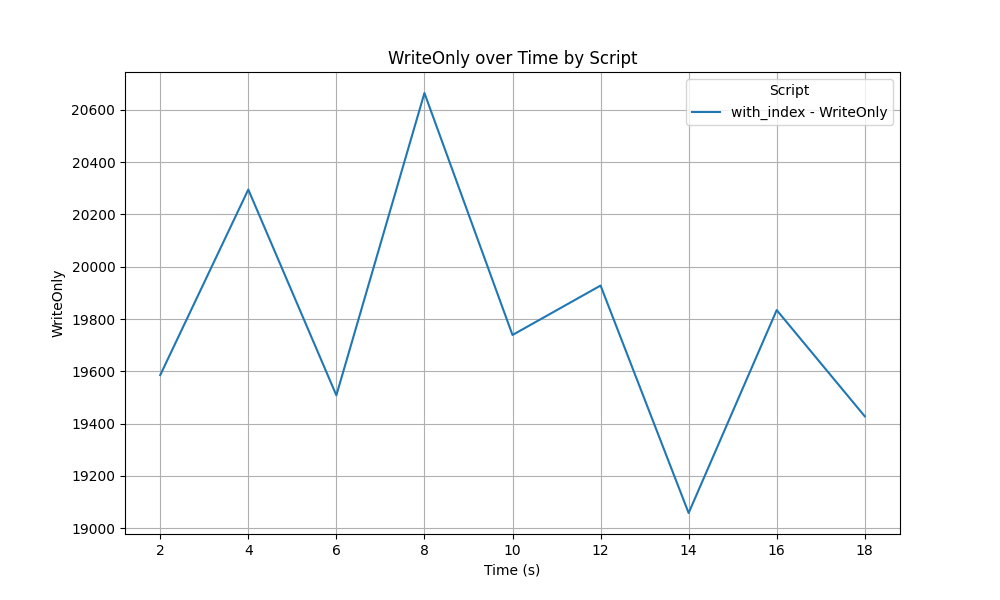 WriteOnly over Time by Script
Script
with_index - WriteOnly
20600
20400
20200
20000
19800
19600
19400
19200
19000
WriteOnly
2 4 6 8 10 12 14 16 18
Time (s)